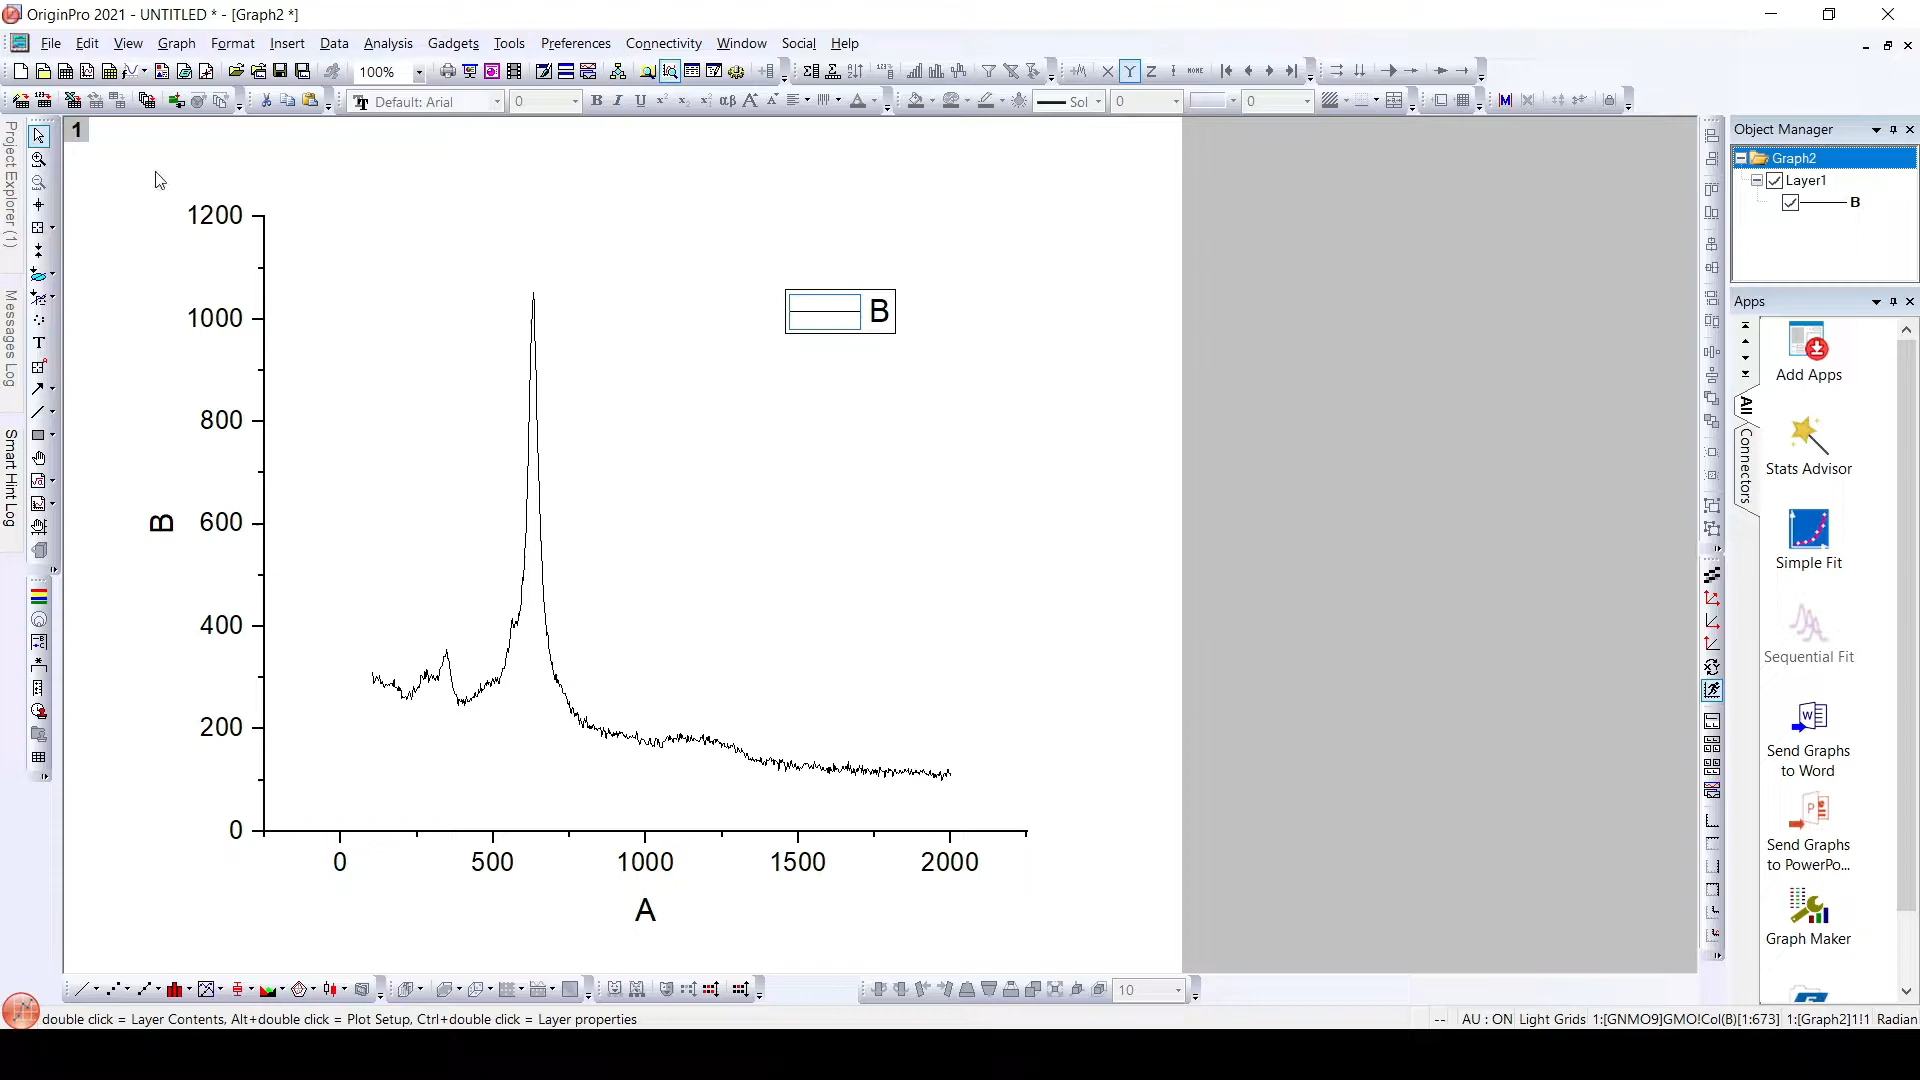 OriginPro 2021 - UNTITLED * - [Graph2 *]
File Edit View Graph Format Insert Data Analysis Gadgets Tools Preferences Connectivity Window Social Help
100%
Default: Arial 0 B I U αβ A A A Sol 0 0
Project Explorer (1)
Messages Log
Smart Hint Log
1
1200
1000
800
600
400
200
0
B
B
0 500 1000 1500 2000
A
Object Manager
Graph2
Layer1
B
Apps
All
Connectors
Add Apps
Stats Advisor
Simple Fit
Sequential Fit
Send Graphs
to Word
Send Graphs
to PowerPo...
Graph Maker
10
double click = Layer Contents, Alt+double click = Plot Setup, Ctrl+double click = Layer properties
-- AU : ON Light Grids 1:[GNMO9]GMO!Col(B)[1:673] 1:[Graph2]1!1 Radian